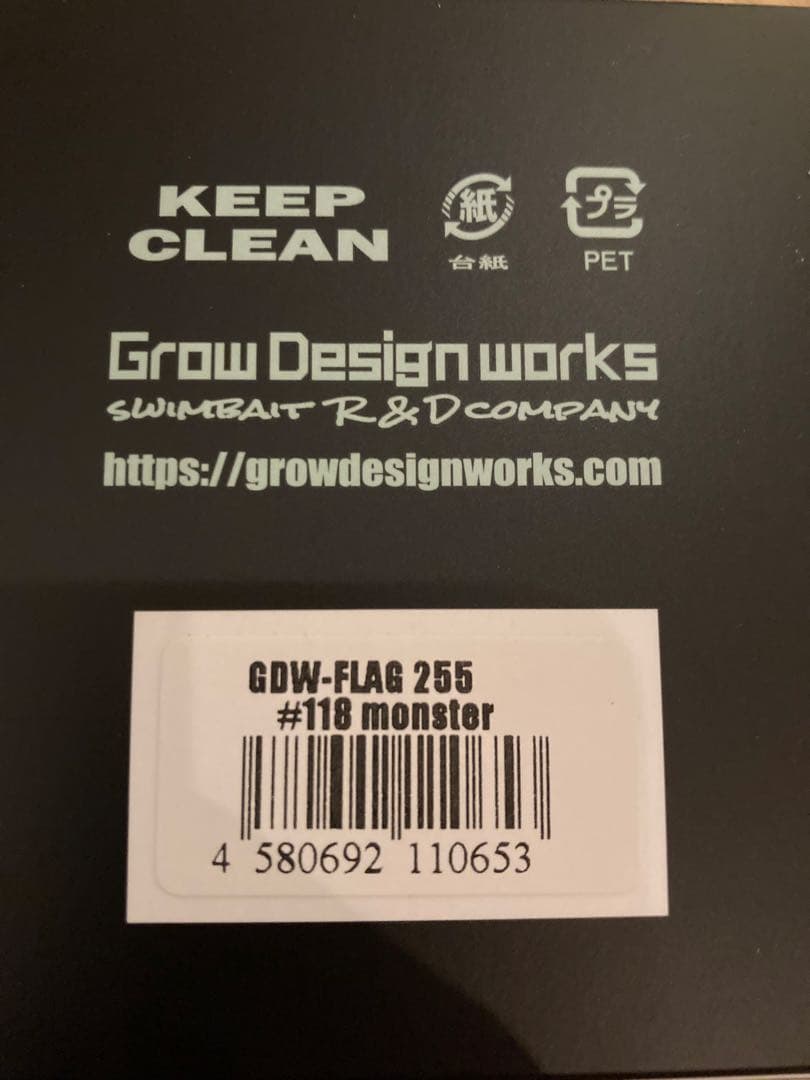 KEEP
CLEAN
紙
台紙
プラ
PET
Grow Design works
SWIMBAIT R & D COMPANY
https://growdesignworks.com
GDW-FLAG 255
#118 monster
4 580692 110653